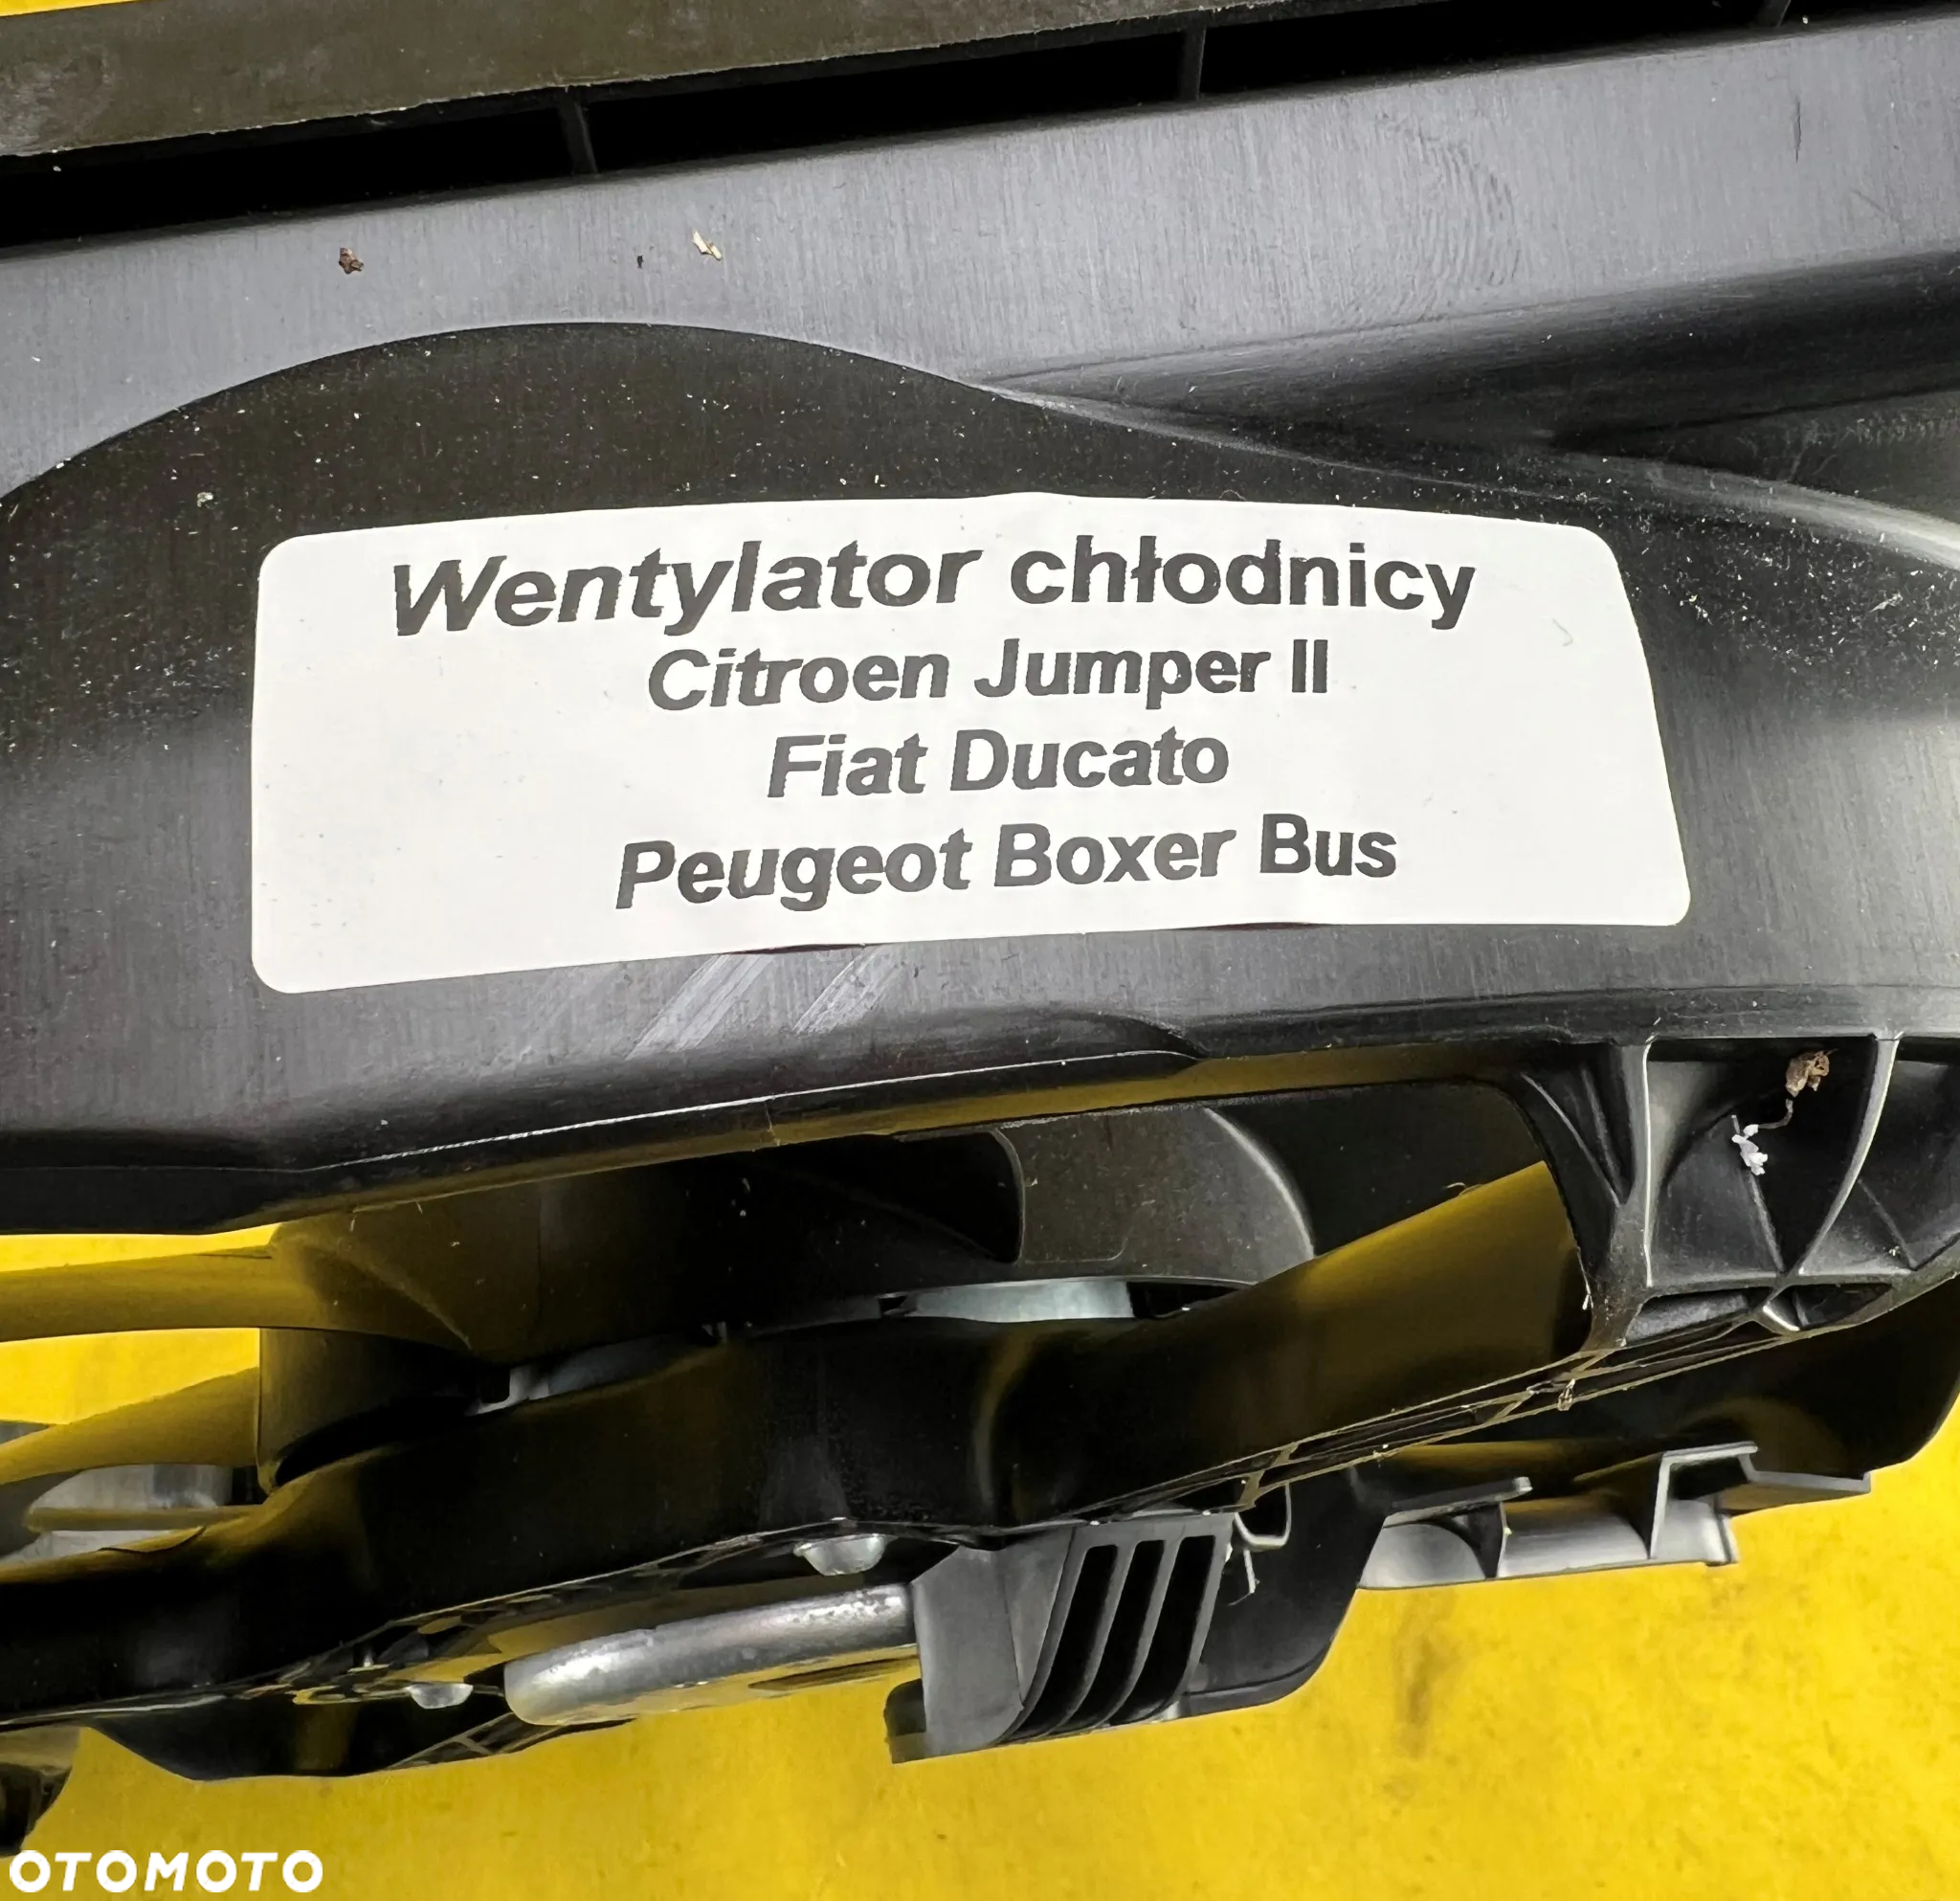 Wentylator chłodnicy
Citroen Jumper II
Fiat Ducato
Peugeot Boxer Bus
OTOMOTO